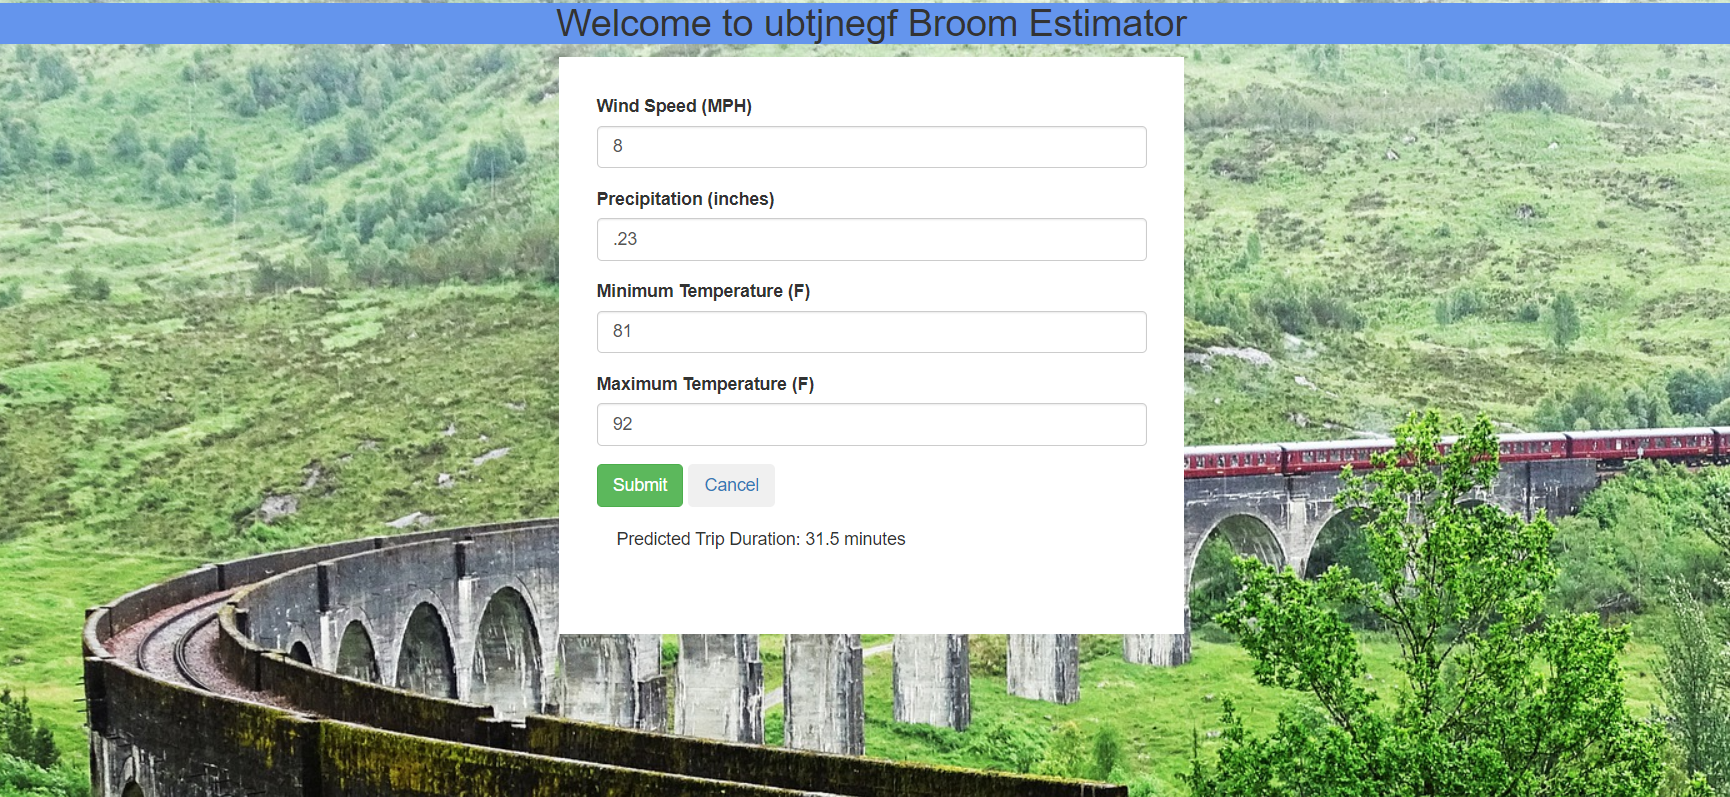 Welcome to ubtjnegf Broom Estimator
Wind Speed (MPH)
8
Precipitation (inches)
.23
Minimum Temperature (F)
81
Maximum Temperature (F)
92
Submit Cancel
Predicted Trip Duration: 31.5 minutes